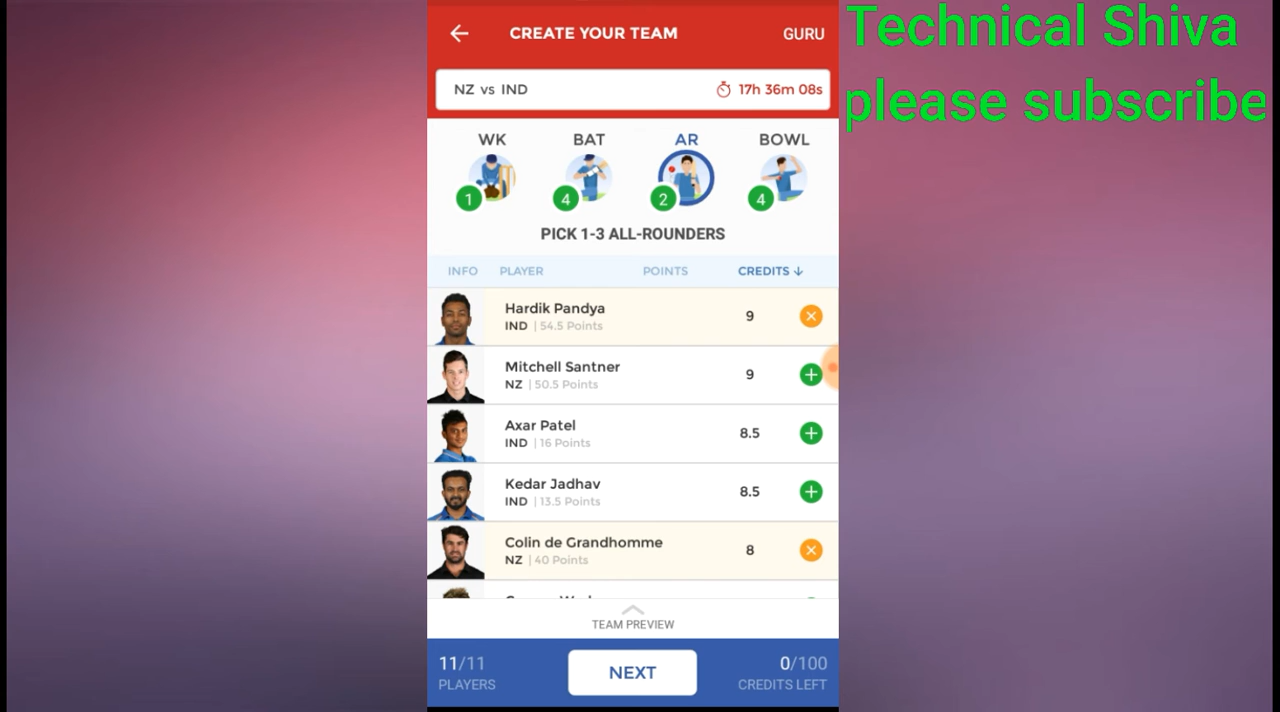 CREATE YOUR TEAM GURU
Technical Shiva
please subscribe
NZ vs IND 17h 36m 08s
WK BAT AR BOWL
1 4 2 4
PICK 1-3 ALL-ROUNDERS
INFO PLAYER POINTS CREDITS ↓
Hardik Pandya 9
IND | 54.5 Points
Mitchell Santner 9
NZ | 50.5 Points
Axar Patel 8.5
IND | 16 Points
Kedar Jadhav 8.5
IND | 13.5 Points
Colin de Grandhomme 8
NZ | 40 Points
TEAM PREVIEW
11/11 NEXT 0/100
PLAYERS CREDITS LEFT